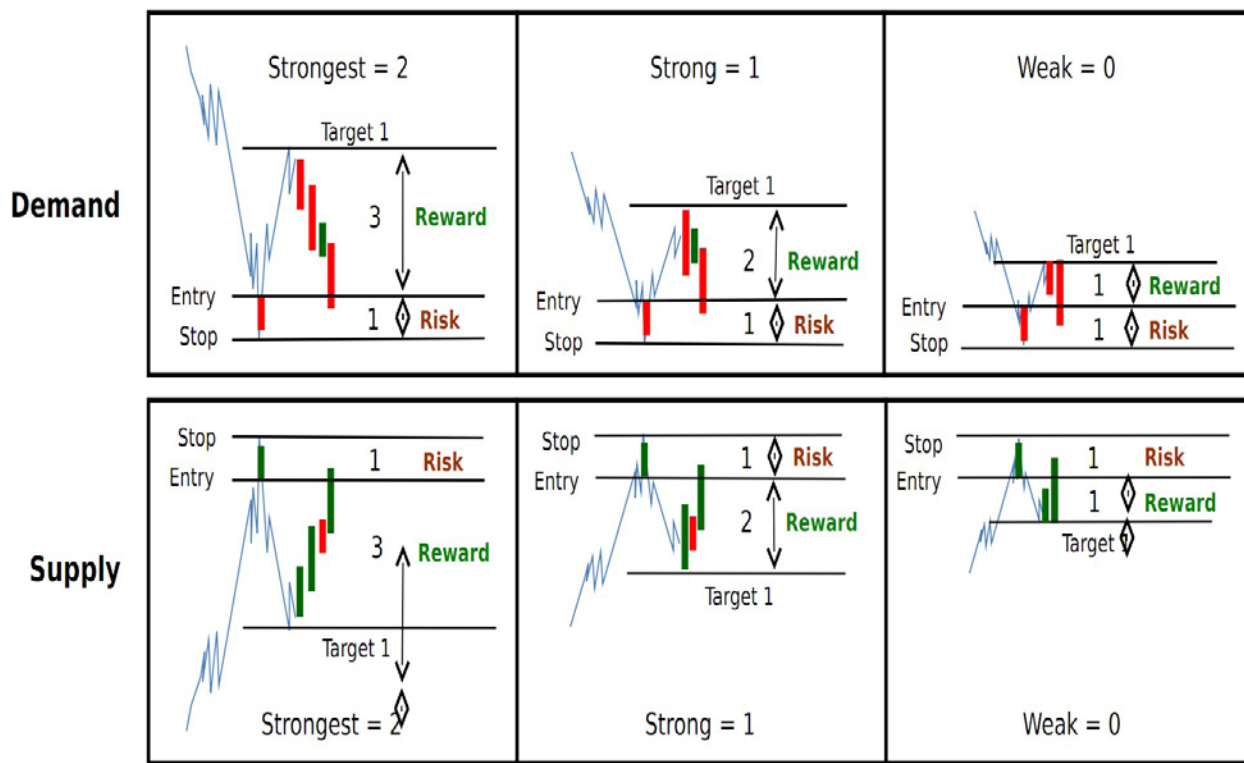 Demand
Strongest = 2
Target 1
3
Reward
Entry
1
Risk
Stop
Strong = 1
Target 1
2
Reward
Entry
1
Risk
Stop
Weak = 0
Target 1
1
Reward
Entry
1
Risk
Stop
Supply
Stop
1
Risk
Entry
3
Reward
Target 1
Strongest = 2
Stop
1
Risk
Entry
2
Reward
Target 1
Strong = 1
Stop
1
Risk
Entry
1
Reward
Target 1
Weak = 0